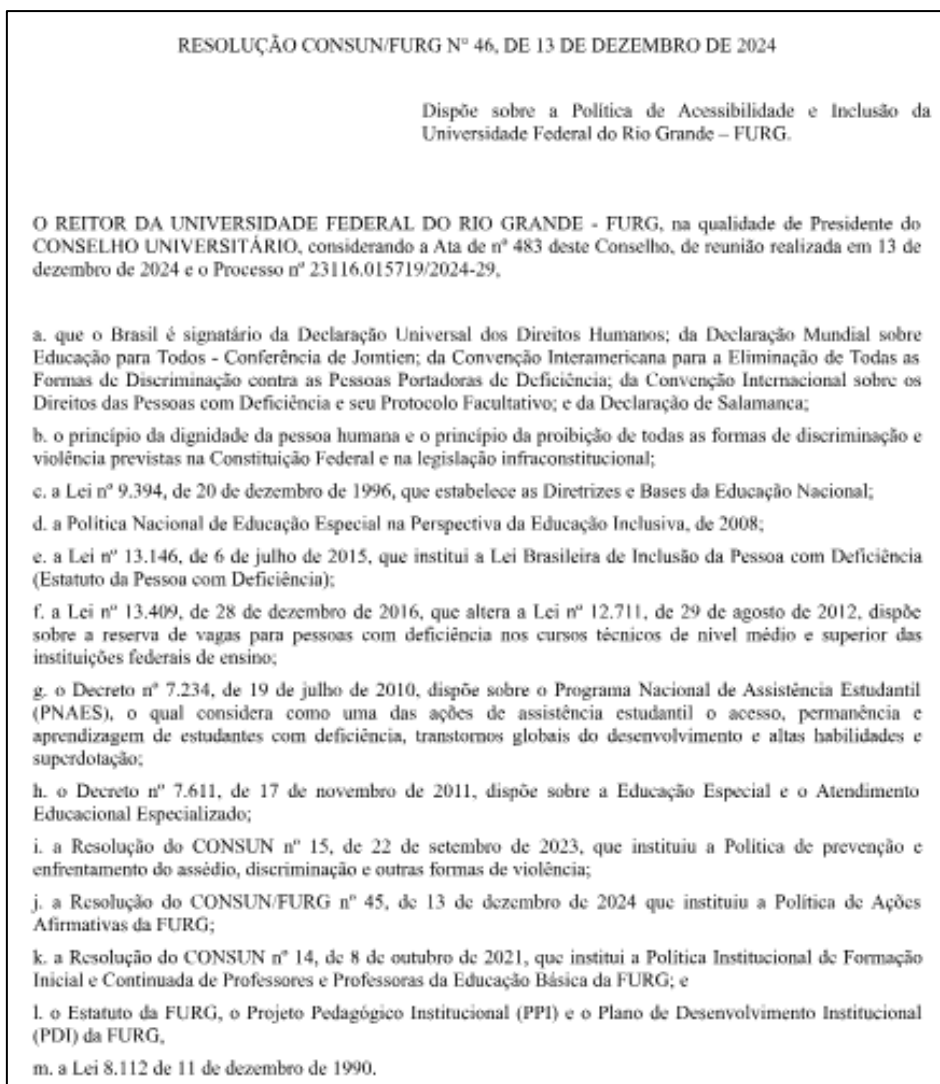 RESOLUÇÃO CONSUN/FURG N° 46, DE 13 DE DEZEMBRO DE 2024
Dispõe sobre a Política de Acessibilidade e Inclusão da
Universidade Federal do Rio Grande – FURG.
O REITOR DA UNIVERSIDADE FEDERAL DO RIO GRANDE - FURG, na qualidade de Presidente do
CONSELHO UNIVERSITÁRIO, considerando a Ata de nº 483 deste Conselho, de reunião realizada em 13 de
dezembro de 2024 e o Processo nº 23116.015719/2024-29,
a. que o Brasil é signatário da Declaração Universal dos Direitos Humanos; da Declaração Mundial sobre
Educação para Todos - Conferência de Jomtien; da Convenção Interamericana para a Eliminação de Todas as
Formas de Discriminação contra as Pessoas Portadoras de Deficiência; da Convenção Internacional sobre os
Direitos das Pessoas com Deficiência e seu Protocolo Facultativo; e da Declaração de Salamanca;
b. o princípio da dignidade da pessoa humana e o princípio da proibição de todas as formas de discriminação e
violência previstas na Constituição Federal e na legislação infraconstitucional;
c. a Lei nº 9.394, de 20 de dezembro de 1996, que estabelece as Diretrizes e Bases da Educação Nacional;
d. a Política Nacional de Educação Especial na Perspectiva da Educação Inclusiva, de 2008;
e. a Lei nº 13.146, de 6 de julho de 2015, que institui a Lei Brasileira de Inclusão da Pessoa com Deficiência
(Estatuto da Pessoa com Deficiência);
f. a Lei nº 13.409, de 28 de dezembro de 2016, que altera a Lei nº 12.711, de 29 de agosto de 2012, dispõe
sobre a reserva de vagas para pessoas com deficiência nos cursos técnicos de nível médio e superior das
instituições federais de ensino;
g. o Decreto nº 7.234, de 19 de julho de 2010, dispõe sobre o Programa Nacional de Assistência Estudantil
(PNAES), o qual considera como uma das ações de assistência estudantil o acesso, permanência e
aprendizagem de estudantes com deficiência, transtornos globais do desenvolvimento e altas habilidades e
superdotação;
h. o Decreto nº 7.611, de 17 de novembro de 2011, dispõe sobre a Educação Especial e o Atendimento
Educacional Especializado;
i. a Resolução do CONSUN nº 15, de 22 de setembro de 2023, que instituiu a Política de prevenção e
enfrentamento do assédio, discriminação e outras formas de violência;
j. a Resolução do CONSUN/FURG nº 45, de 13 de dezembro de 2024 que instituiu a Política de Ações
Afirmativas da FURG;
k. a Resolução do CONSUN nº 14, de 8 de outubro de 2021, que institui a Política Institucional de Formação
Inicial e Continuada de Professores e Professoras da Educação Básica da FURG; e
l. o Estatuto da FURG, o Projeto Pedagógico Institucional (PPI) e o Plano de Desenvolvimento Institucional
(PDI) da FURG,
m. a Lei 8.112 de 11 de dezembro de 1990.